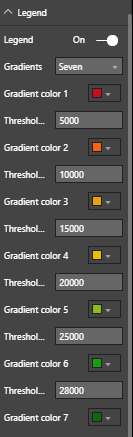 Legend
Legend On
Gradients Seven
Gradient color 1
Threshol... 5000
Gradient color 2
Threshol... 10000
Gradient color 3
Threshol... 15000
Gradient color 4
Threshol... 20000
Gradient color 5
Threshol... 25000
Gradient color 6
Threshol... 28000
Gradient color 7